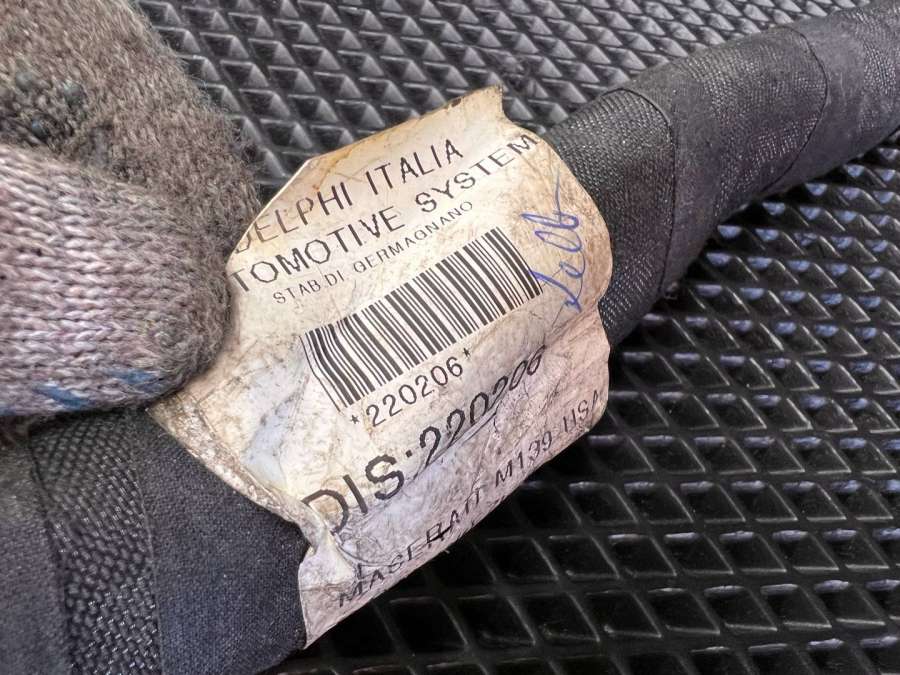 DELPHI ITALIA
TOMOTIVE SYSTEM
STAB.DI GERMAGNANO
*220206*
DIS:220206
MASERATI M139 USA